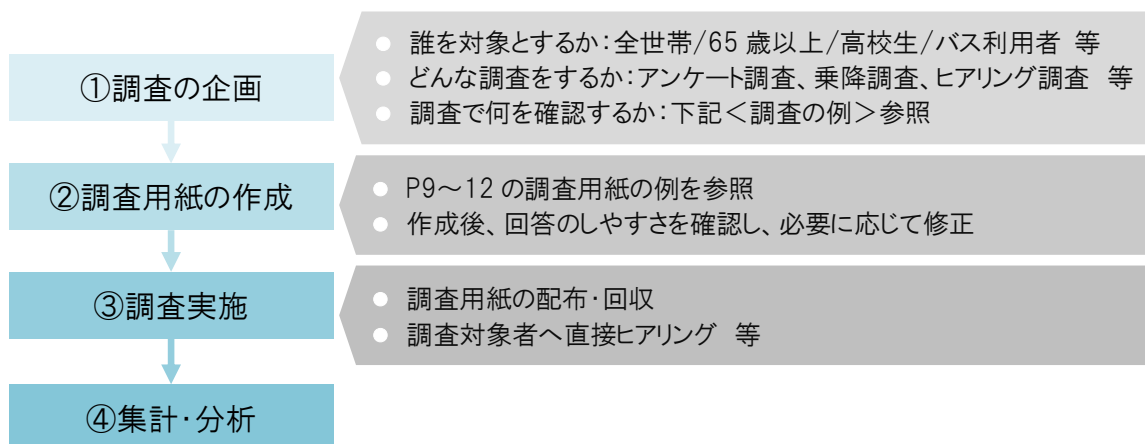 ①調査の企画
● 誰を対象とするか：全世帯/65 歳以上/高校生/バス利用者 等
● どんな調査をするか：アンケート調査、乗降調査、ヒアリング調査 等
● 調査で何を確認するか：下記＜調査の例＞参照
②調査用紙の作成
● P9～12 の調査用紙の例を参照
● 作成後、回答のしやすさを確認し、必要に応じて修正
③調査実施
● 調査用紙の配布・回収
● 調査対象者へ直接ヒアリング 等
④集計・分析